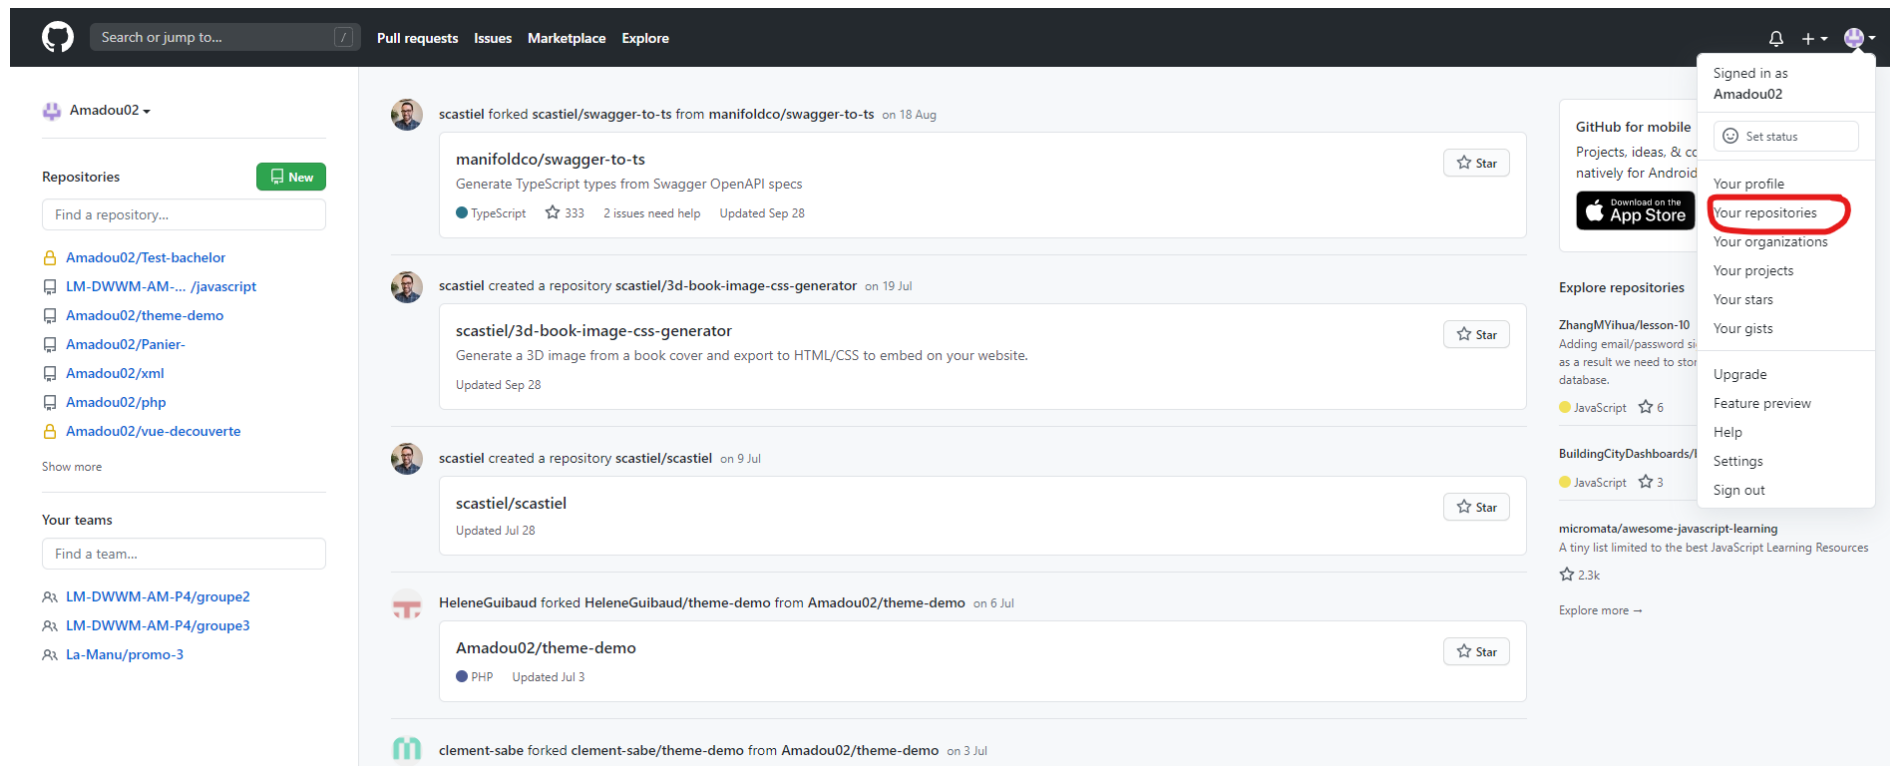 Search or jump to...
/
Pull requests Issues Marketplace Explore
Amadou02
Repositories
New
Find a repository...
Amadou02/Test-bachelor
LM-DWWM-AM-... /javascript
Amadou02/theme-demo
Amadou02/Panier-
Amadou02/xml
Amadou02/php
Amadou02/vue-decouverte
Show more
Your teams
Find a team...
LM-DWWM-AM-P4/groupe2
LM-DWWM-AM-P4/groupe3
La-Manu/promo-3
scastiel forked scastiel/swagger-to-ts from manifoldco/swagger-to-ts on 18 Aug
manifoldco/swagger-to-ts
Star
Generate TypeScript types from Swagger OpenAPI specs
TypeScript 333 2 issues need help Updated Sep 28
scastiel created a repository scastiel/3d-book-image-css-generator on 19 Jul
scastiel/3d-book-image-css-generator
Star
Generate a 3D image from a book cover and export to HTML/CSS to embed on your website.
Updated Sep 28
scastiel created a repository scastiel/scastiel on 9 Jul
scastiel/scastiel
Star
Updated Jul 28
HeleneGuibaud forked HeleneGuibaud/theme-demo from Amadou02/theme-demo on 6 Jul
Amadou02/theme-demo
Star
PHP Updated Jul 3
clement-sabe forked clement-sabe/theme-demo from Amadou02/theme-demo on 3 Jul
GitHub for mobile
Projects, ideas, &
natively for Android
Download on the
App Store
Explore repositories
ZhangMYihua/lesson-10
Adding email/password
as a result we need to
database.
JavaScript 6
BuildingCityDashboards/
JavaScript 3
micromata/awesome-javascript-learning
A tiny list limited to the best JavaScript Learning Resources
2.3k
Explore more →
Signed in as
Amadou02
Set status
Your profile
Your repositories
Your organizations
Your projects
Your stars
Your gists
Upgrade
Feature preview
Help
Settings
Sign out